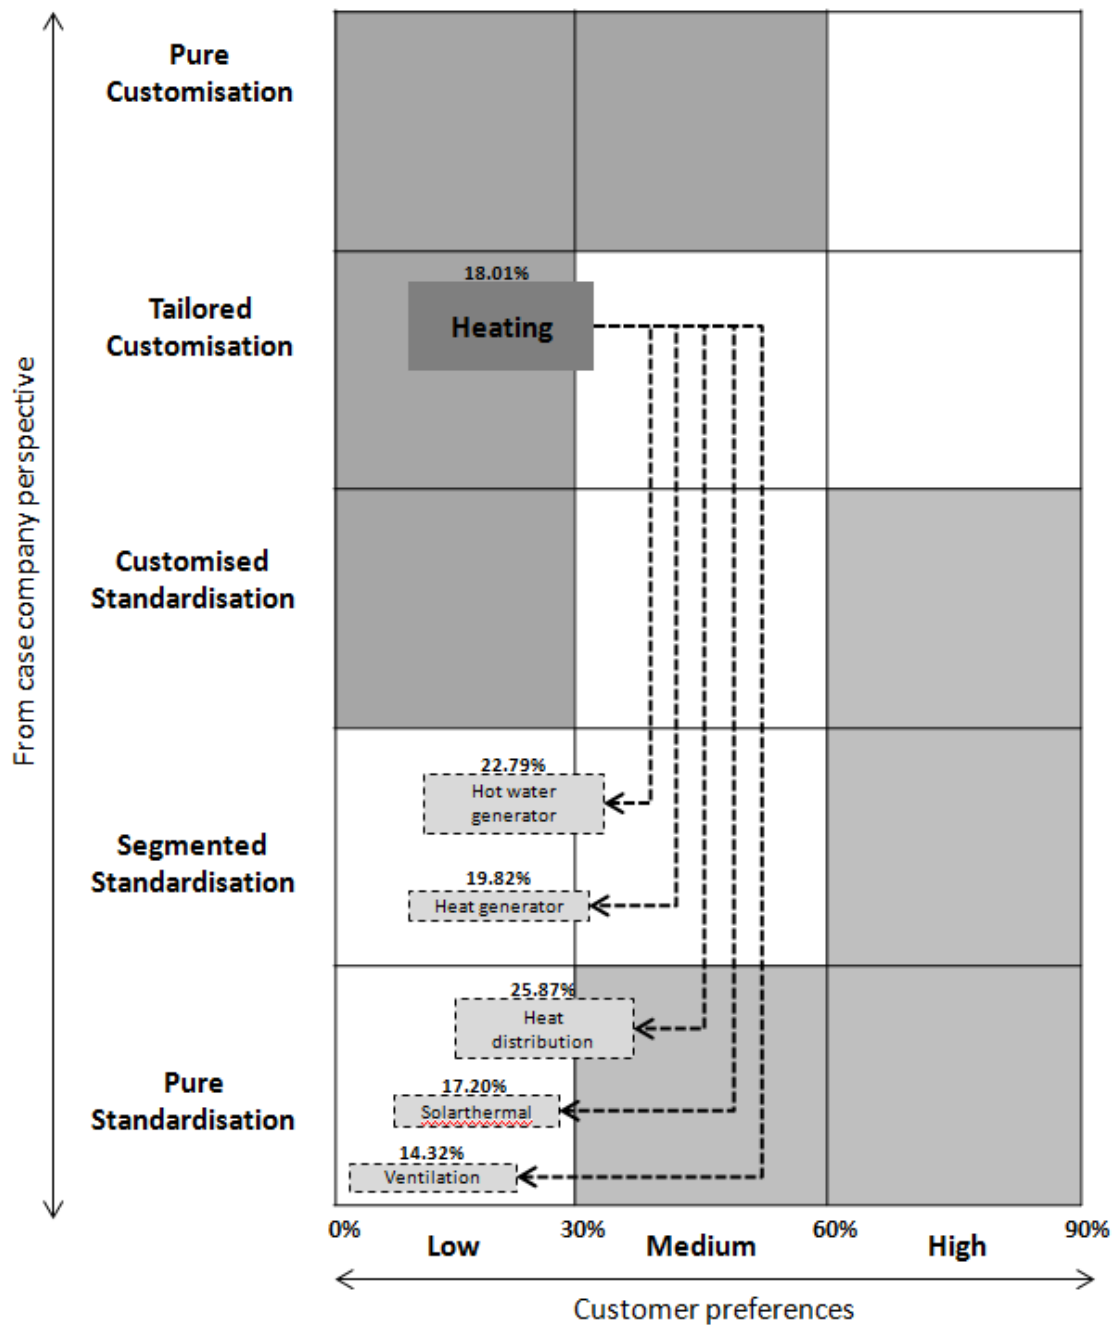 From case company perspective
Pure
Customisation
18.01%
Heating
Tailored
Customisation
Customised
Standardisation
22.79%
Hot water
generator
Segmented
Standardisation
19.82%
Heat generator
25.87%
Heat
distribution
Pure
Standardisation
17.20%
Solarthermal
14.32%
Ventilation
0% 30% 60% 90%
Low Medium High
Customer preferences